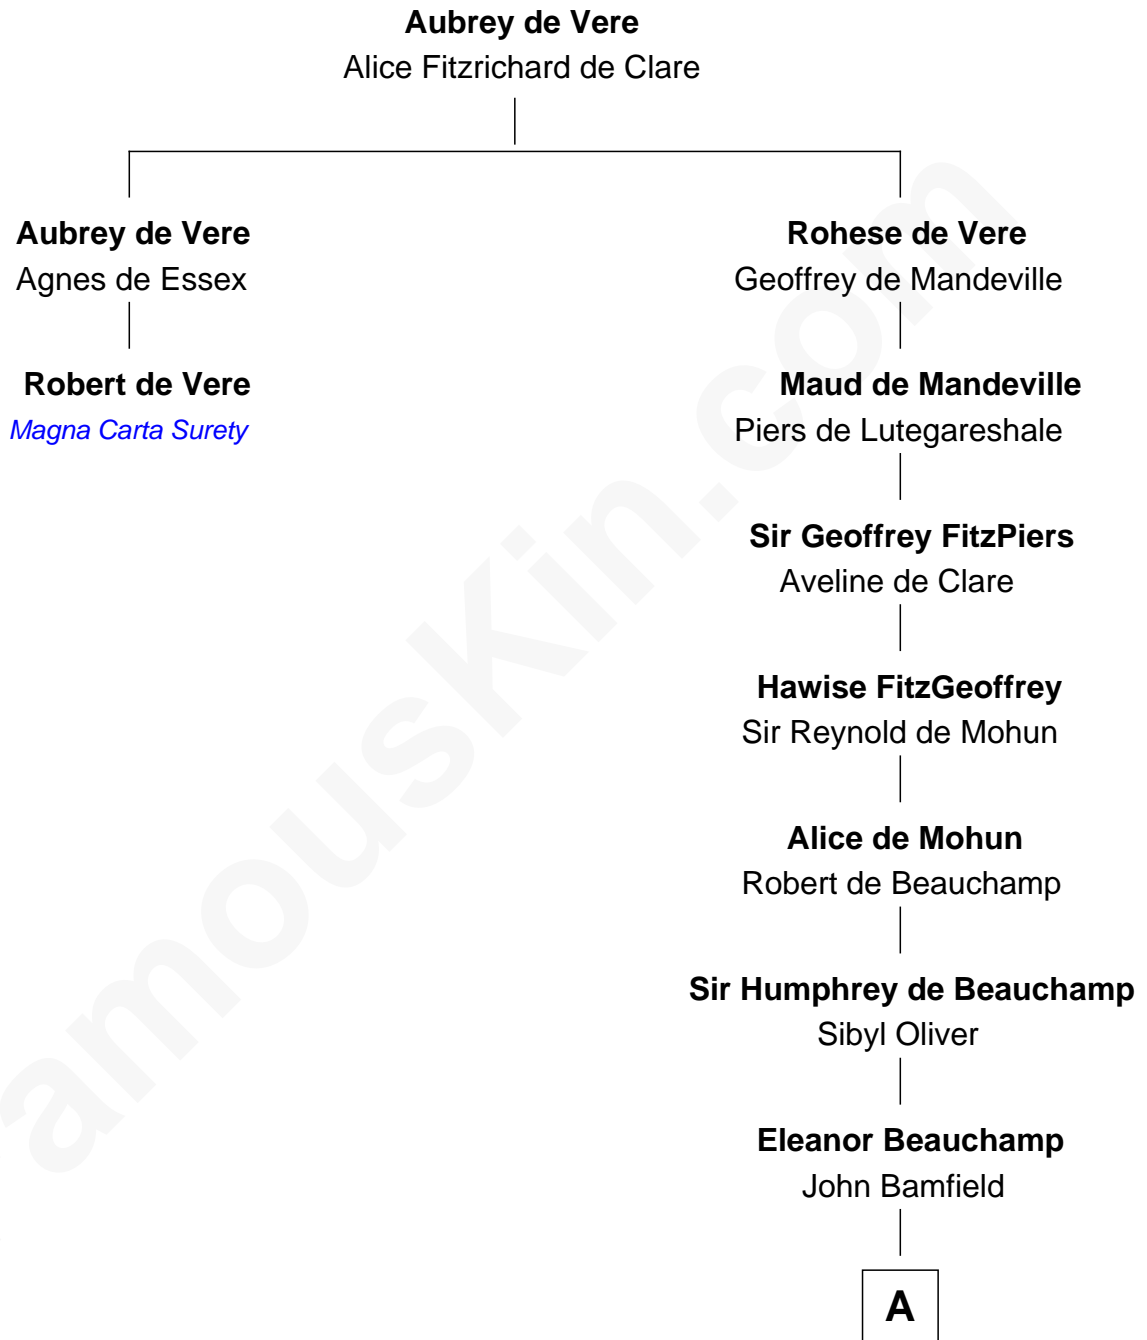 Aubrey de Vere
Alice Fitzrichard de Clare
Aubrey de Vere
Agnes de Essex
Rohese de Vere
Geoffrey de Mandeville
Robert de Vere
Magna Carta Surety
Maud de Mandeville
Piers de Lutegareshale
Sir Geoffrey FitzPiers
Aveline de Clare
Hawise FitzGeoffrey
Sir Reynold de Mohun
Alice de Mohun
Robert de Beauchamp
Sir Humphrey de Beauchamp
Sibyl Oliver
Eleanor Beauchamp
John Bamfield
A
amouskin.com